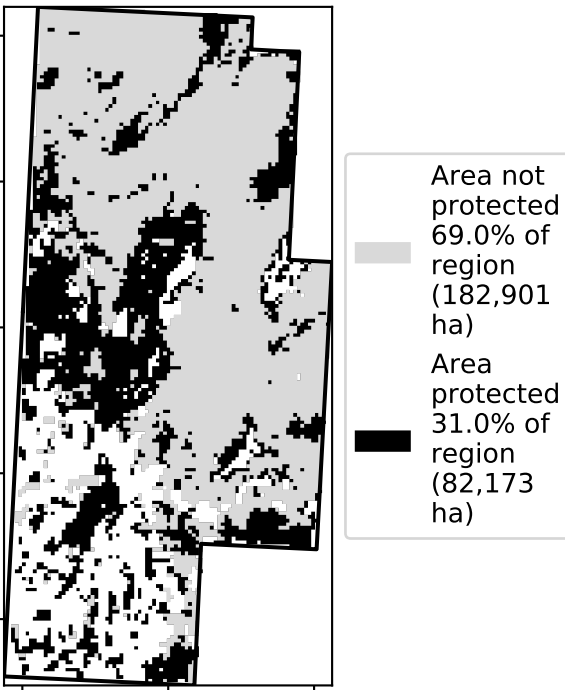 Area not
protected
69.0% of
region
(182,901
ha)
Area
protected
31.0% of
region
(82,173
ha)